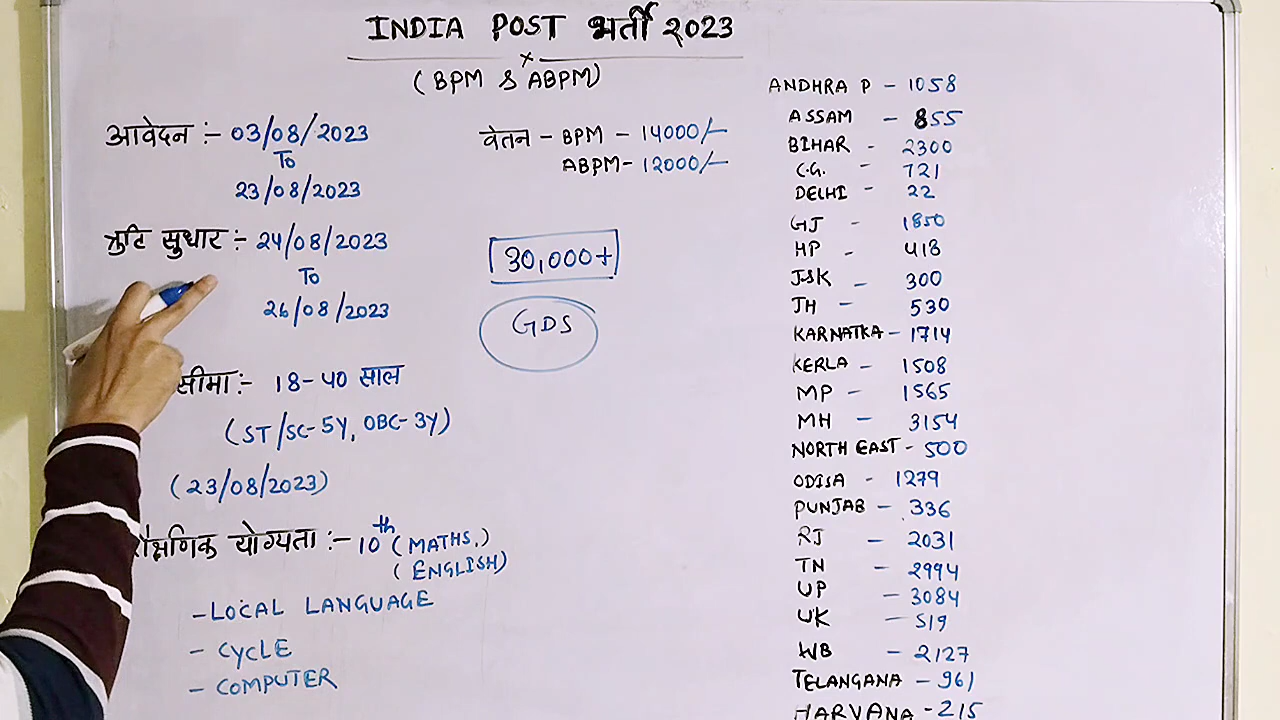 INDIA POST भर्ती २०23
(BPM & ABPM)
आवेदन :- 03/08/2023
To
23/08/2023
त्रुटि सुधार :- 24/08/2023
To
26/08/2023
सीमा :- 18-40 साल
(ST/SC-5Y, OBC-3Y)
(23/08/2023)
शैक्षणिक योग्यता :- 10th (MATHS,)
(ENGLISH)
- LOCAL LANGUAGE
- CYCLE
- COMPUTER
वेतन - BPM - 14000/-
ABPM - 12000/-
30,000+
GDS
ANDHRA P - 1058
ASSAM - 855
BIHAR - 2300
C.G. - 721
DELHI - 22
GJ - 1850
HP - 418
J&K - 300
JH - 530
KARNATKA - 1714
KERLA - 1508
MP - 1565
MH - 3154
NORTH EAST - 500
ODISA - 1279
PUNJAB - 336
RJ - 2031
TN - 2994
UP - 3084
UK - 519
WB - 2127
TELANGANA - 961
HARYANA - 215